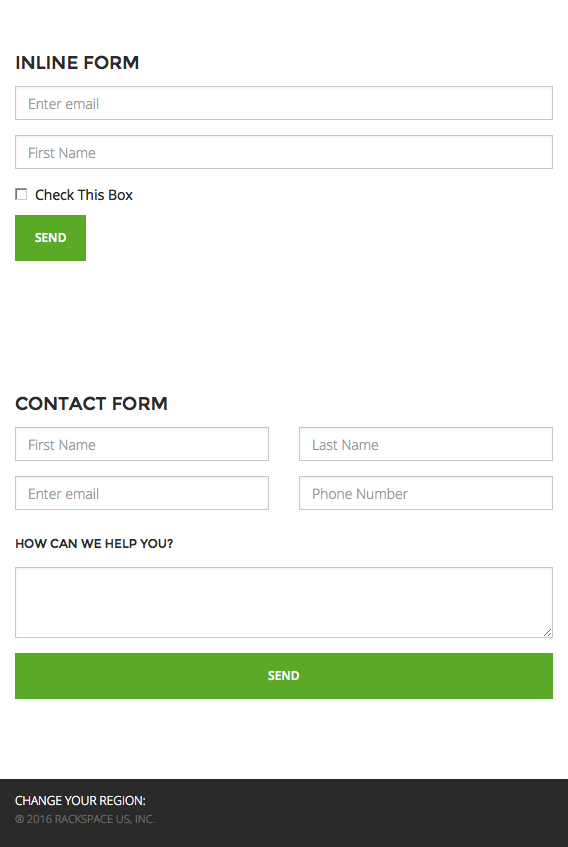 INLINE FORM
Enter email
First Name
Check This Box
SEND
CONTACT FORM
First Name
Last Name
Enter email
Phone Number
HOW CAN WE HELP YOU?
SEND
CHANGE YOUR REGION:
® 2016 RACKSPACE US, INC.